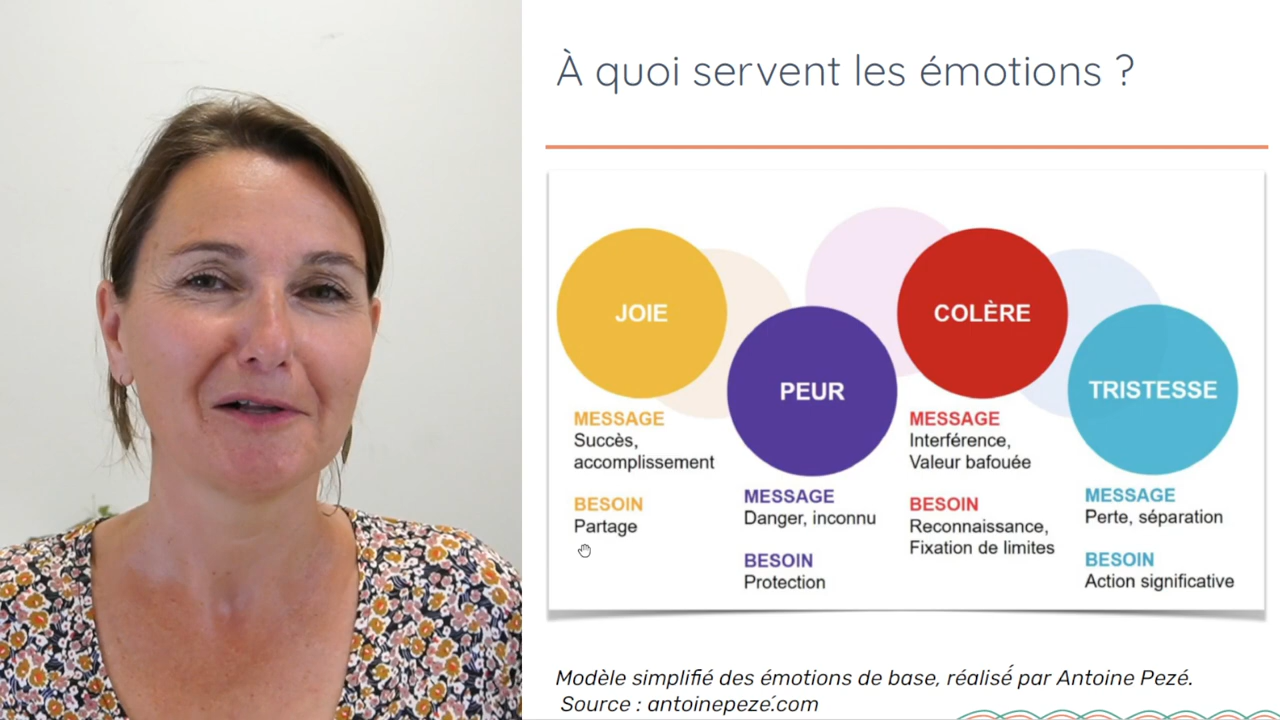 À quoi servent les émotions ?
JOIE
MESSAGE
Succès,
accomplissement
BESOIN
Partage
PEUR
MESSAGE
Danger, inconnu
BESOIN
Protection
COLÈRE
MESSAGE
Interférence,
Valeur bafouée
BESOIN
Reconnaissance,
Fixation de limites
TRISTESSE
MESSAGE
Perte, séparation
BESOIN
Action significative
Modèle simplifié des émotions de base, réalisé par Antoine Pezé.
Source : antoinepeze.com